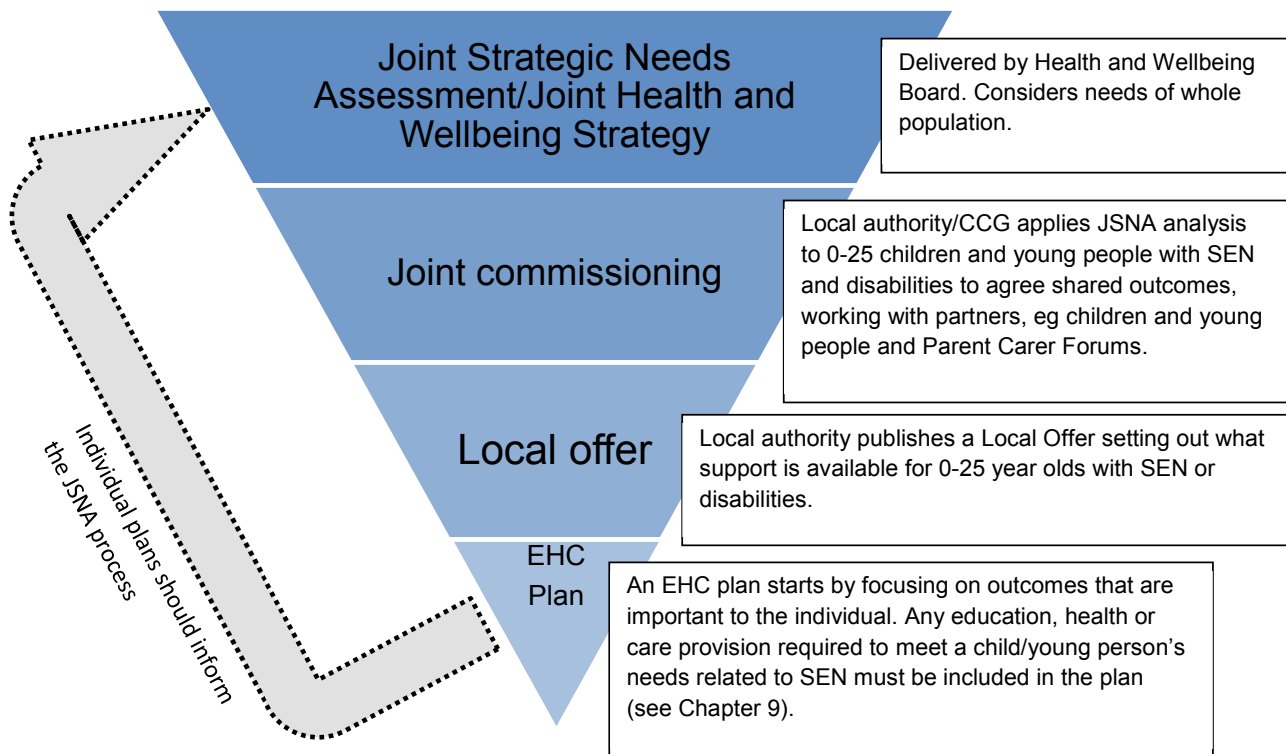 Joint Strategic Needs
Assessment/Joint Health and
Wellbeing Strategy
Delivered by Health and Wellbeing
Board. Considers needs of whole
population.
Joint commissioning
Local authority/CCG applies JSNA analysis
to 0-25 children and young people with SEN
and disabilities to agree shared outcomes,
working with partners, eg children and young
people and Parent Carer Forums.
Local offer
Local authority publishes a Local Offer setting out what
support is available for 0-25 year olds with SEN or
disabilities.
EHC
Plan
An EHC plan starts by focusing on outcomes that are
important to the individual. Any education, health or
care provision required to meet a child/young person's
needs related to SEN must be included in the plan
(see Chapter 9).
Individual plans should inform
the JSNA process